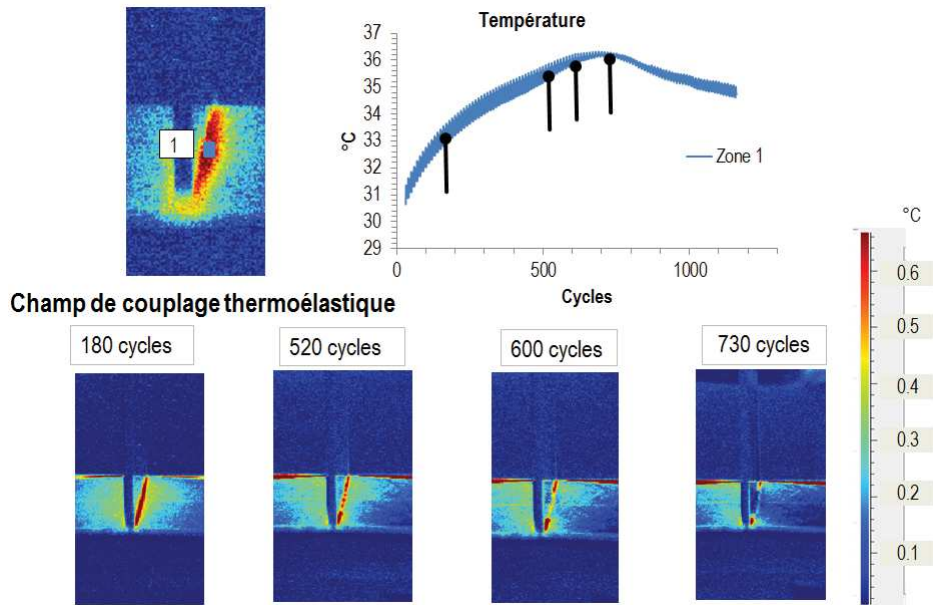 Température
1
37
36
35
34
33
32
31
30
29
°C
Zone 1
0
500
1000
Cycles
°C
0.6
0.5
0.4
0.3
0.2
0.1
Champ de couplage thermoélastique
180 cycles
520 cycles
600 cycles
730 cycles